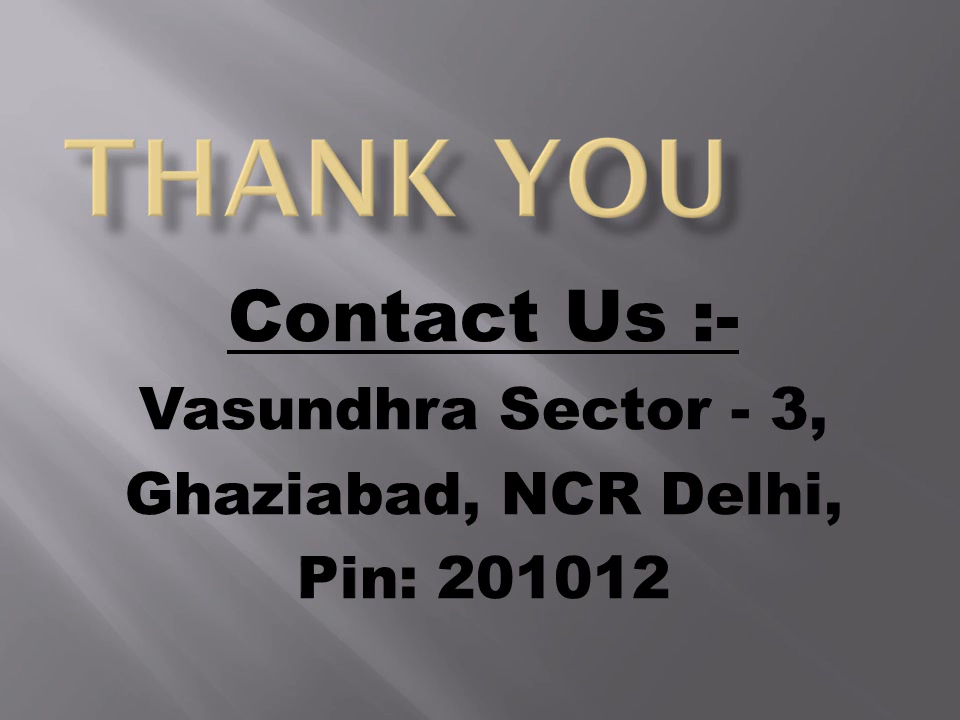 THANK YOU
Contact Us :-
Vasundhra Sector - 3,
Ghaziabad, NCR Delhi,
Pin: 201012